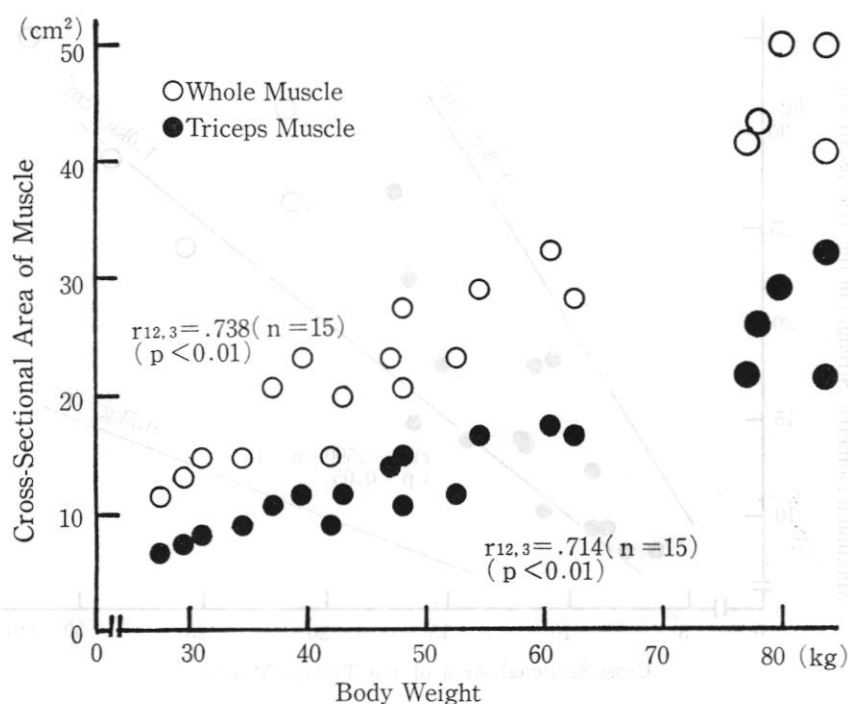 (cm²)
50
40
30
20
10
0
Cross-Sectional Area of Muscle
○Whole Muscle
●Triceps Muscle
r12,3=.738(n=15)
(p<0.01)
r12,3=.714(n=15)
(p<0.01)
0 30 40 50 60 70 80 (kg)
Body Weight